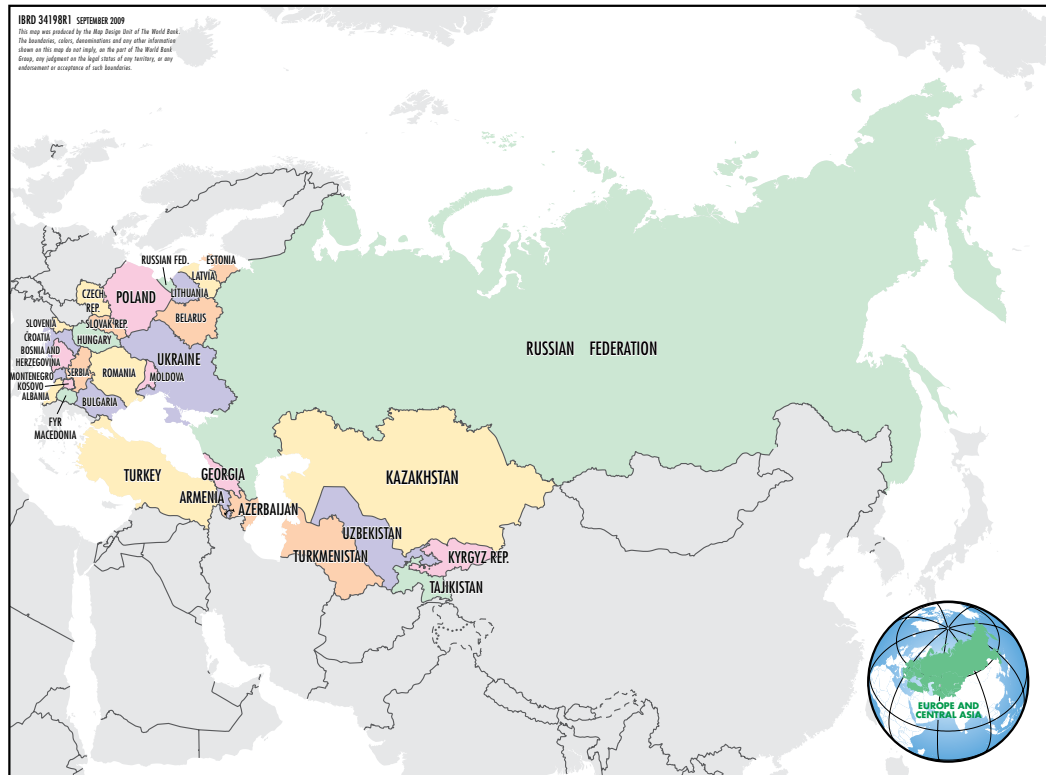 IBRD 34198R1 SEPTEMBER 2009
This map was produced by the Map Design Unit of The World Bank.
The boundaries, colors, denominations and any other information
shown on this map do not imply, on the part of The World Bank
Group, any judgment on the legal status of any territory, or any
endorsement or acceptance of such boundaries.
RUSSIAN FED.
ESTONIA
LATVIA
LITHUANIA
CZECH
REP.
POLAND
BELARUS
SLOVENIA
SLOVAK REP.
CROATIA
HUNGARY
BOSNIA AND
HERZEGOVINA
UKRAINE
RUSSIAN FEDERATION
MONTENEGRO
SERBIA
ROMANIA
MOLDOVA
KOSOVO
ALBANIA
BULGARIA
FYR
MACEDONIA
TURKEY
GEORGIA
KAZAKHSTAN
ARMENIA
AZERBAIJAN
UZBEKISTAN
TURKMENISTAN
KYRGYZ REP.
TAJIKISTAN
EUROPE AND
CENTRAL ASIA